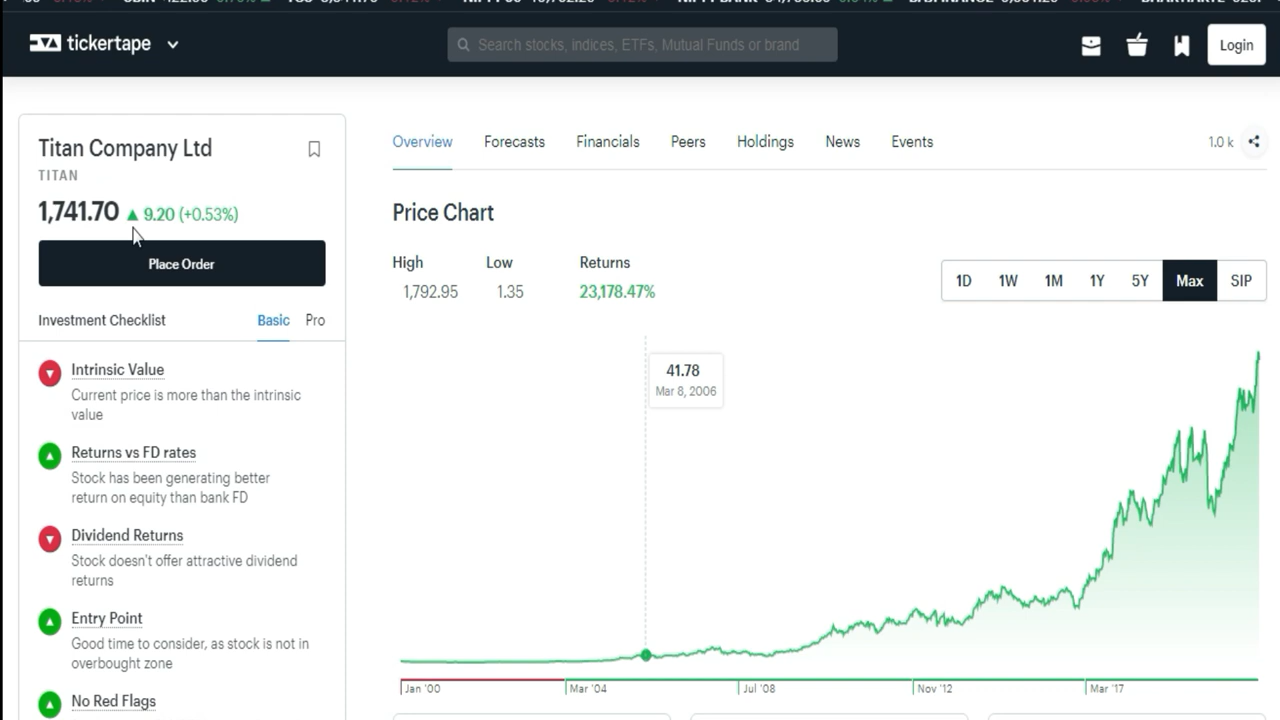 tickertape
Search stocks, indices, ETFs, Mutual Funds or brand
Login
Titan Company Ltd
TITAN
1,741.70 ▲ 9.20 (+0.53%)
Place Order
Investment Checklist Basic Pro
Intrinsic Value
Current price is more than the intrinsic
value
Returns vs FD rates
Stock has been generating better
return on equity than bank FD
Dividend Returns
Stock doesn't offer attractive dividend
returns
Entry Point
Good time to consider, as stock is not in
overbought zone
No Red Flags
Overview Forecasts Financials Peers Holdings News Events 1.0 k
Price Chart
High Low Returns
1,792.95 1.35 23,178.47%
1D 1W 1M 1Y 5Y Max SIP
41.78
Mar 8, 2006
Jan '00 Mar '04 Jul '08 Nov '12 Mar '17